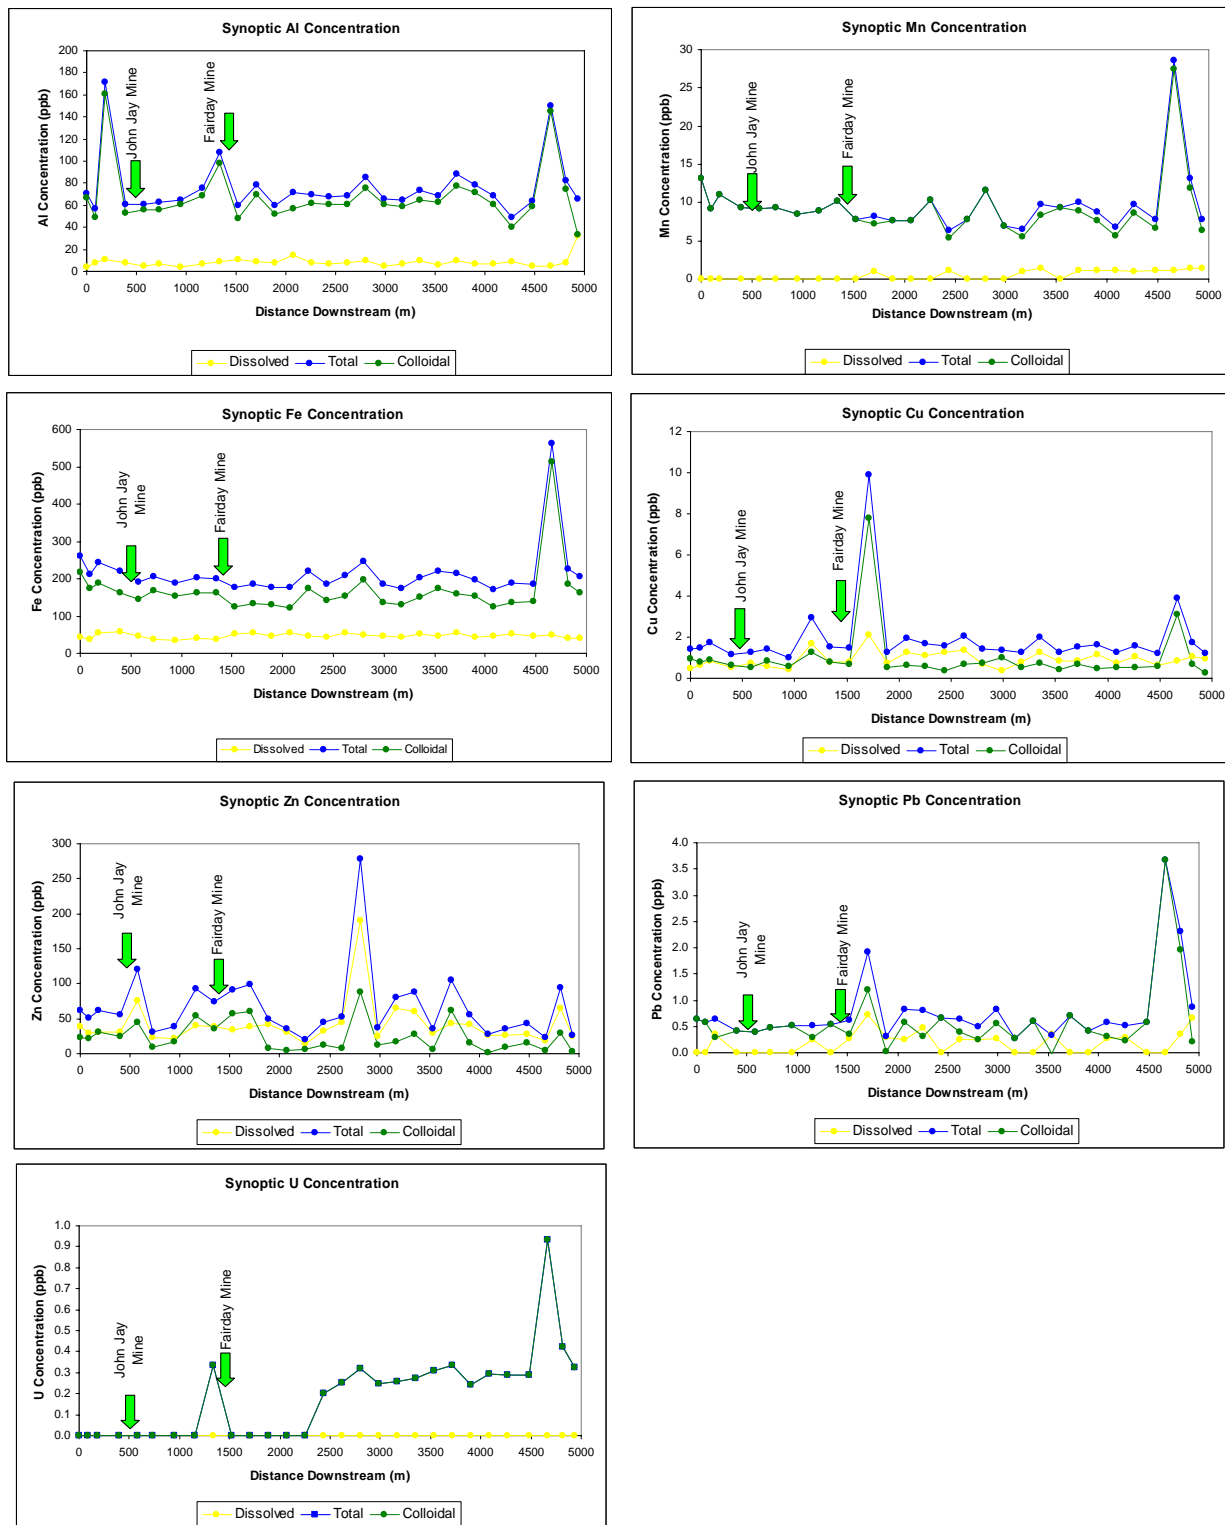 Synoptic Al Concentration
Al Concentration (ppb)
200
180
160
140
120
100
80
60
40
20
0
John Jay Mine
Fairday Mine
0 500 1000 1500 2000 2500 3000 3500 4000 4500 5000
Distance Downstream (m)
Dissolved Total Colloidal
Synoptic Mn Concentration
Mn Concentration (ppb)
30
25
20
15
10
5
0
John Jay Mine
Fairday Mine
0 500 1000 1500 2000 2500 3000 3500 4000 4500 5000
Distance Downstream (m)
Dissolved Total Colloidal
Synoptic Fe Concentration
Fe Concentration (ppb)
600
500
400
300
200
100
0
John Jay
Mine
Fairday Mine
0 500 1000 1500 2000 2500 3000 3500 4000 4500 5000
Distance Downstream (m)
Dissolved Total Colloidal
Synoptic Cu Concentration
Cu Concentration (ppb)
12
10
8
6
4
2
0
John Jay Mine
Fairday Mine
0 500 1000 1500 2000 2500 3000 3500 4000 4500 5000
Distance Downstream (m)
Dissolved Total Colloidal
Synoptic Zn Concentration
Zn Concentration (ppb)
300
250
200
150
100
50
0
John Jay
Mine
Fairday Mine
0 500 1000 1500 2000 2500 3000 3500 4000 4500 5000
Distance Downstream (m)
Dissolved Total Colloidal
Synoptic Pb Concentration
Pb Concentration (ppb)
4.0
3.5
3.0
2.5
2.0
1.5
1.0
0.5
0.0
John Jay
Mine
Fairday Mine
0 500 1000 1500 2000 2500 3000 3500 4000 4500 5000
Distance Downstream (m)
Dissolved Total Colloidal
Synoptic U Concentration
U Concentration (ppb)
1.0
0.9
0.8
0.7
0.6
0.5
0.4
0.3
0.2
0.1
0.0
John Jay
Mine
Fairday Mine
0 500 1000 1500 2000 2500 3000 3500 4000 4500 5000
Distance Downstream (m)
Dissolved Total Colloidal